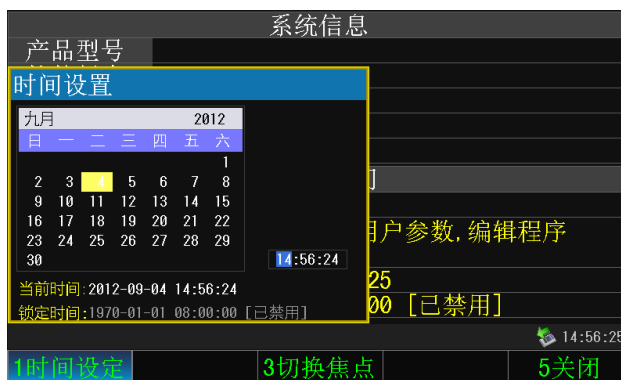 系统信息
产品型号
时间设置
九月 2012
日 一 二 三 四 五 六
1
2 3 4 5 6 7 8
9 10 11 12 13 14 15
16 17 18 19 20 21 22
23 24 25 26 27 28 29
30
14:56:24
当前时间:2012-09-04 14:56:24
锁定时间:1970-01-01 08:00:00 [已禁用]
户参数,编辑程序
25
00 [已禁用]
14:56:25
1时间设定 3切换焦点 5关闭